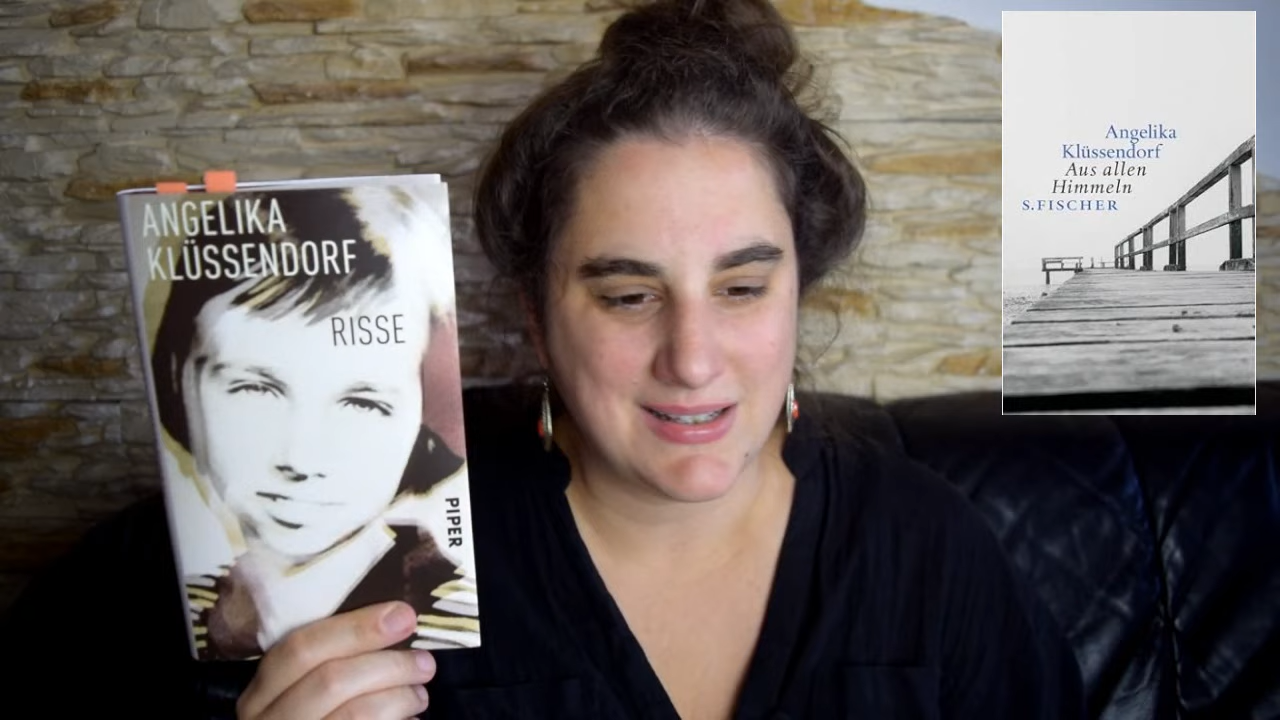 ANGELIKA
KLÜSSENDORF
RISSE
PIPER
Angelika
Klüssendorf
Aus allen
Himmeln
S. FISCHER